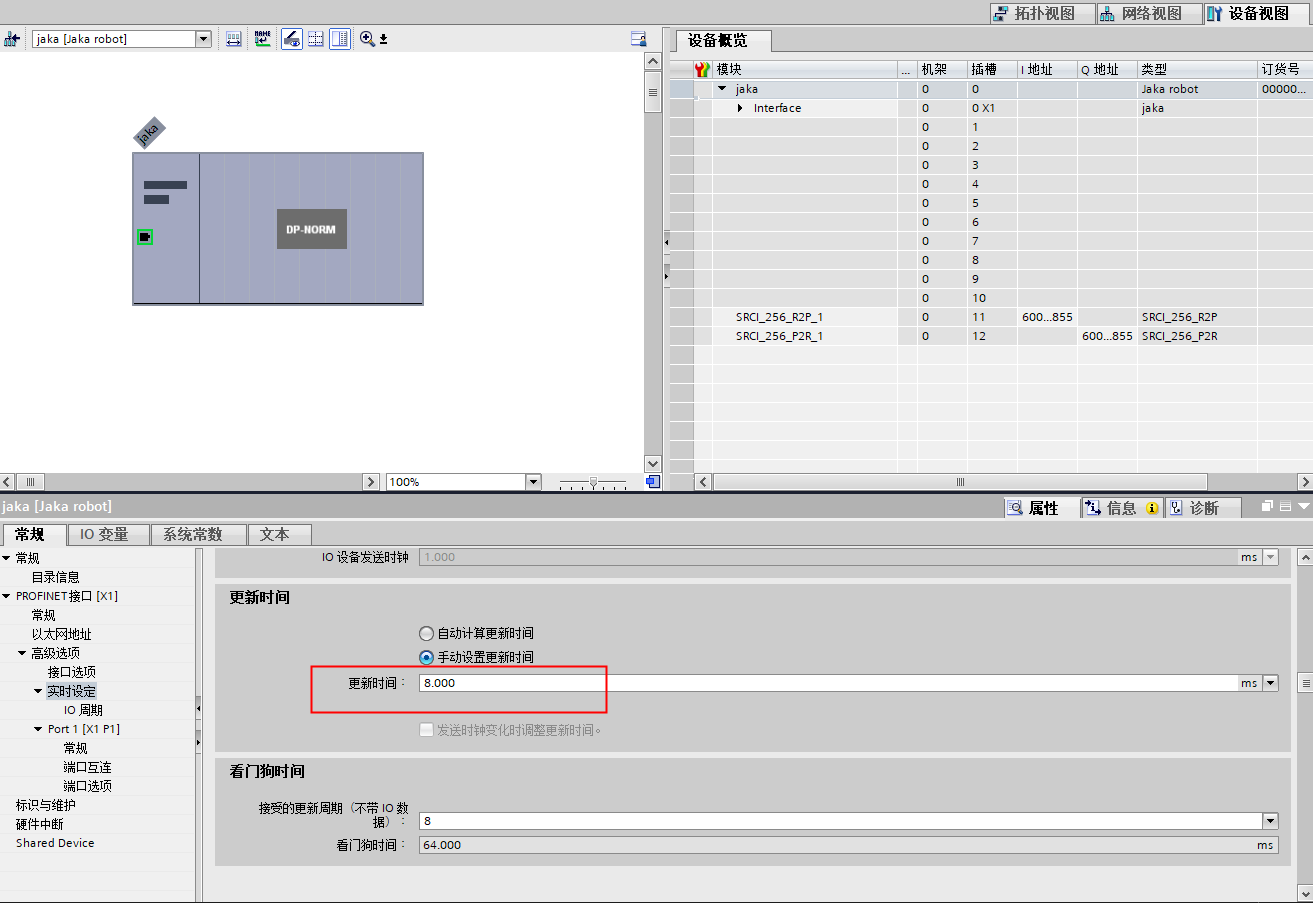 拓扑视图 网络视图 设备视图
jaka [Jaka robot]
设备概览
模块 ... 机架 插槽 I 地址 Q 地址 类型 订货号
jaka 0 0 Jaka robot 00000...
Interface 0 0 X1 jaka
0 1
0 2
0 3
0 4
0 5
0 6
0 7
0 8
0 9
0 10
SRCI_256_R2P_1 0 11 600...855 SRCI_256_R2P
SRCI_256_P2R_1 0 12 600...855 SRCI_256_P2R
jaka
DP-NORM
100%
jaka [Jaka robot]
属性 信息 诊断
常规 IO 变量 系统常数 文本
常规
目录信息
PROFINET接口 [X1]
常规
以太网地址
高级选项
接口选项
实时设定
IO 周期
Port 1 [X1 P1]
常规
端口互连
端口选项
标识与维护
硬件中断
Shared Device
IO 设备发送时钟 1.000 ms
更新时间
自动计算更新时间
手动设置更新时间
更新时间： 8.000 ms
发送时钟变化时调整更新时间。
看门狗时间
接受的更新周期（不带 IO 数
据）： 8
看门狗时间： 64.000 ms